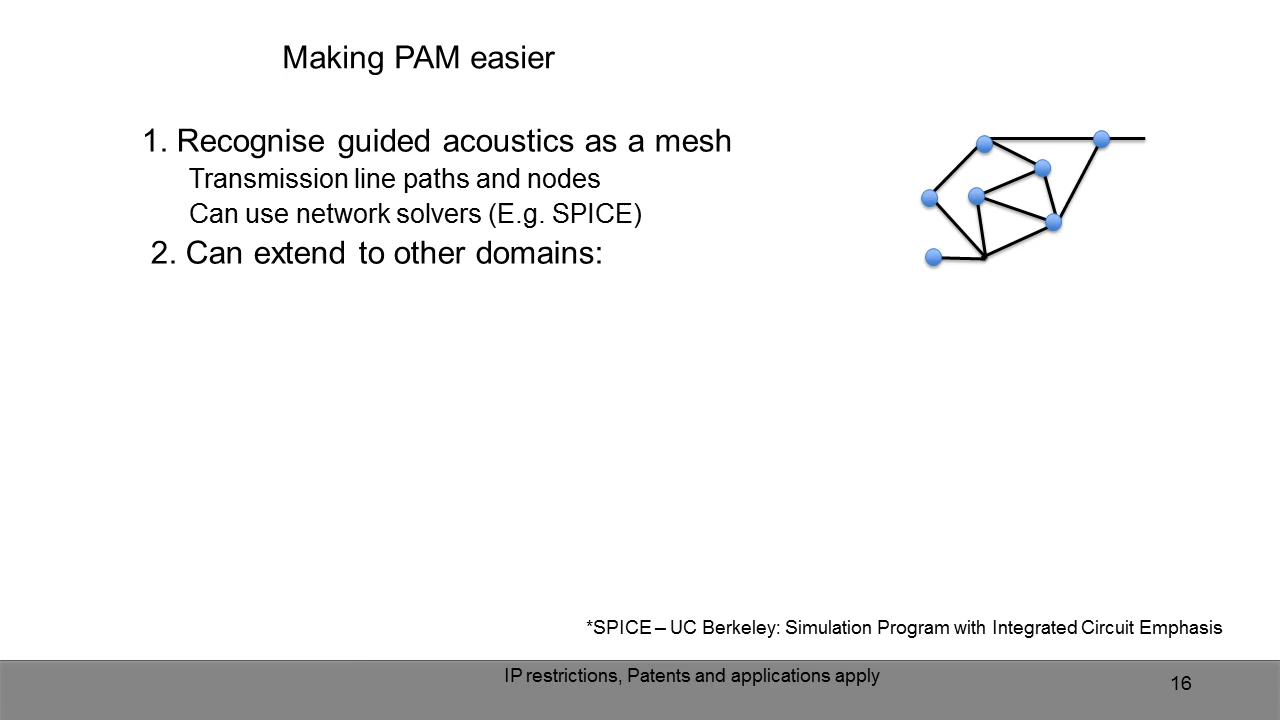 Making PAM easier
1. Recognise guided acoustics as a mesh
Transmission line paths and nodes
Can use network solvers (E.g. SPICE)
2. Can extend to other domains:
*SPICE – UC Berkeley: Simulation Program with Integrated Circuit Emphasis
IP restrictions, Patents and applications apply
16